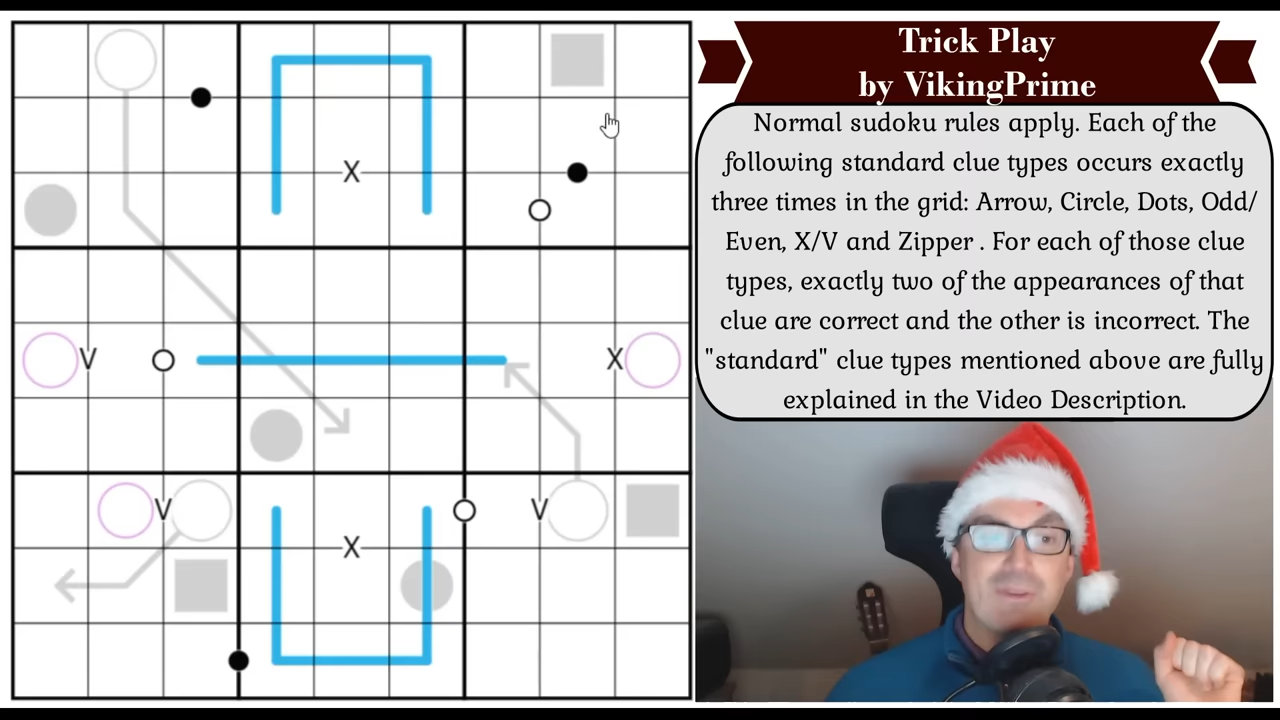 Trick Play
by VikingPrime
Normal sudoku rules apply. Each of the
following standard clue types occurs exactly
three times in the grid: Arrow, Circle, Dots, Odd/
Even, X/V and Zipper . For each of those clue
types, exactly two of the appearances of that
clue are correct and the other is incorrect. The
"standard" clue types mentioned above are fully
explained in the Video Description.
X
V
X
V
V
X